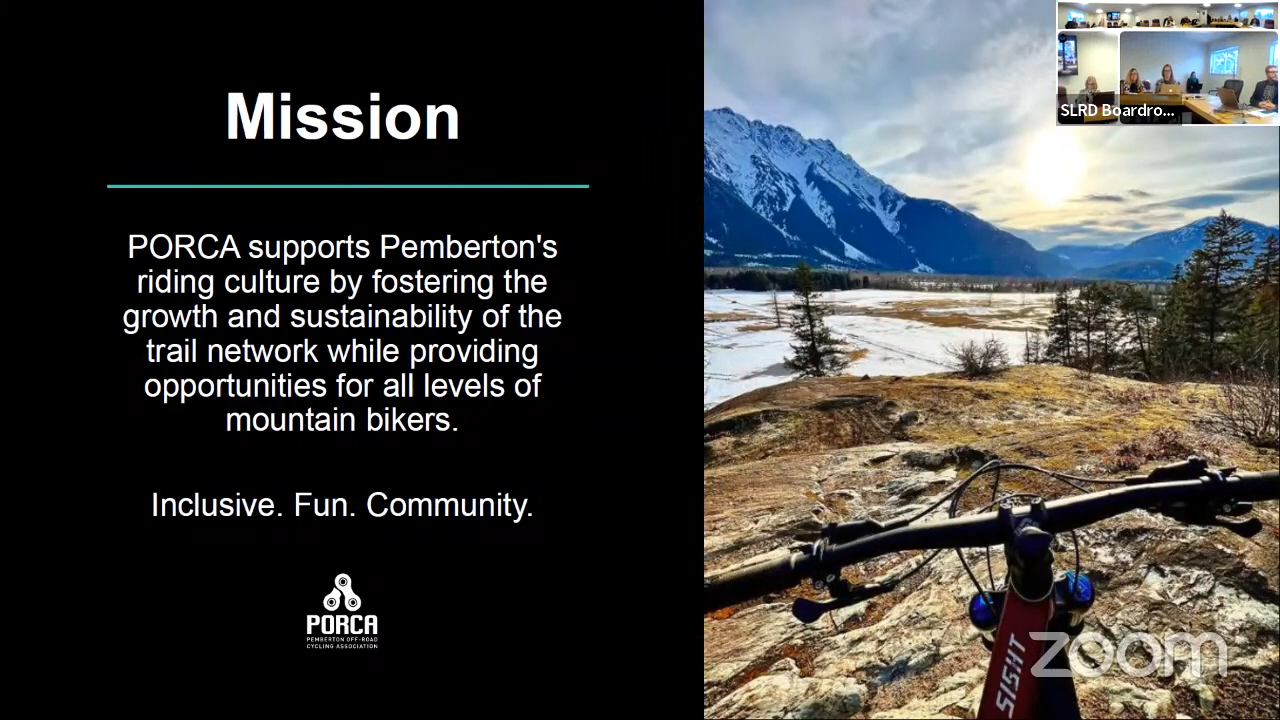 Mission
PORCA supports Pemberton's
riding culture by fostering the
growth and sustainability of the
trail network while providing
opportunities for all levels of
mountain bikers.
Inclusive. Fun. Community.
PORCA
PEMBERTON OFF-ROAD
CYCLING ASSOCIATION
SLRD Boardro...
zoom